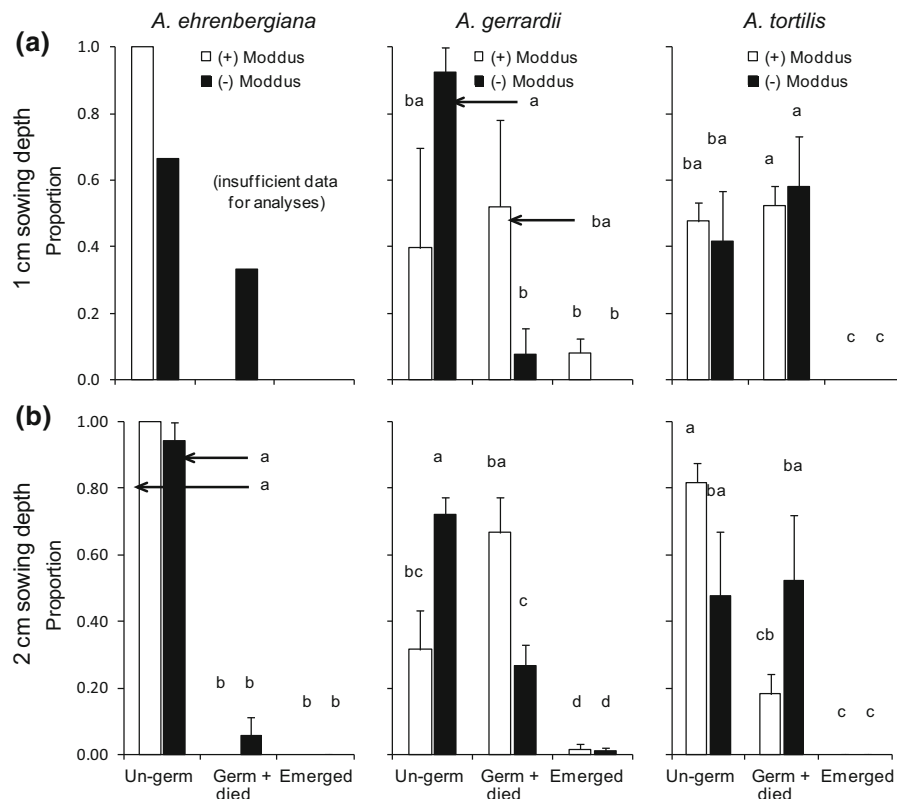 A. ehrenbergiana A. gerrardii A. tortilis
(a)
1 cm sowing depth
Proportion
1.0
0.8
0.6
0.4
0.2
0.0
(+) Moddus
(-) Moddus
(insufficient data
for analyses)
(+) Moddus
(-) Moddus
ba
a
ba
b
b b
(+) Moddus
(-) Moddus
ba
ba
a
a
c c
(b)
2 cm sowing depth
Proportion
1.00
0.80
0.60
0.40
0.20
0.00
a
a
b b
b b
bc
a
ba
c
d d
a
ba
cb
ba
c c
Un-germ Germ + Emerged
died
Un-germ Germ + Emerged
died
Un-germ Germ + Emerged
died